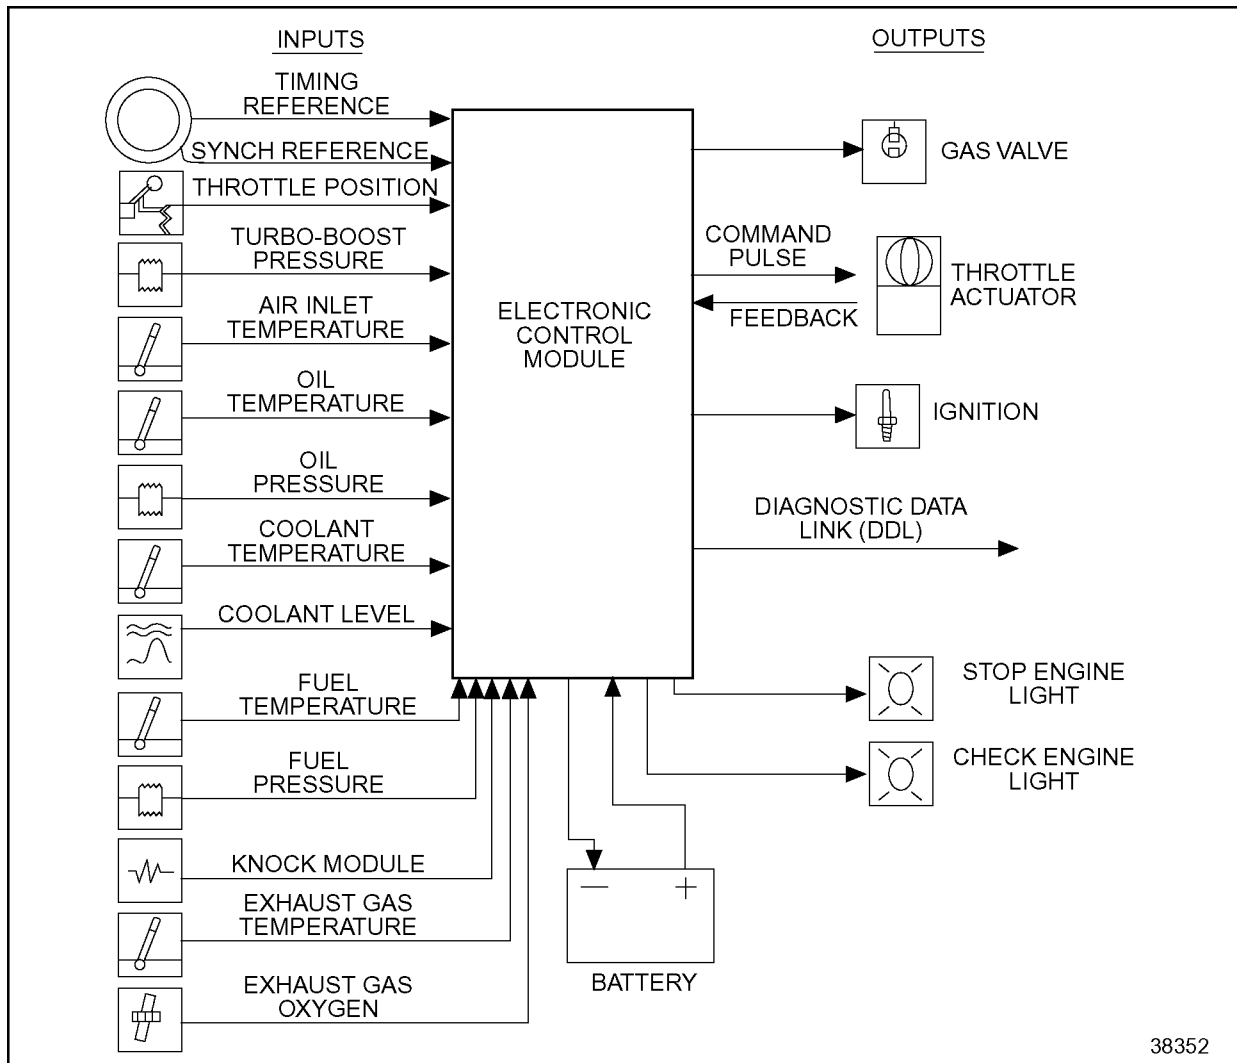 INPUTS
OUTPUTS
TIMING
REFERENCE
SYNCH REFERENCE
THROTTLE POSITION
TURBO-BOOST
PRESSURE
AIR INLET
TEMPERATURE
OIL
TEMPERATURE
OIL
PRESSURE
COOLANT
TEMPERATURE
COOLANT LEVEL
FUEL
TEMPERATURE
FUEL
PRESSURE
KNOCK MODULE
EXHAUST GAS
TEMPERATURE
EXHAUST GAS
OXYGEN
ELECTRONIC
CONTROL
MODULE
GAS VALVE
COMMAND
PULSE
FEEDBACK
THROTTLE
ACTUATOR
IGNITION
DIAGNOSTIC DATA
LINK (DDL)
STOP ENGINE
LIGHT
CHECK ENGINE
LIGHT
— +
BATTERY
38352